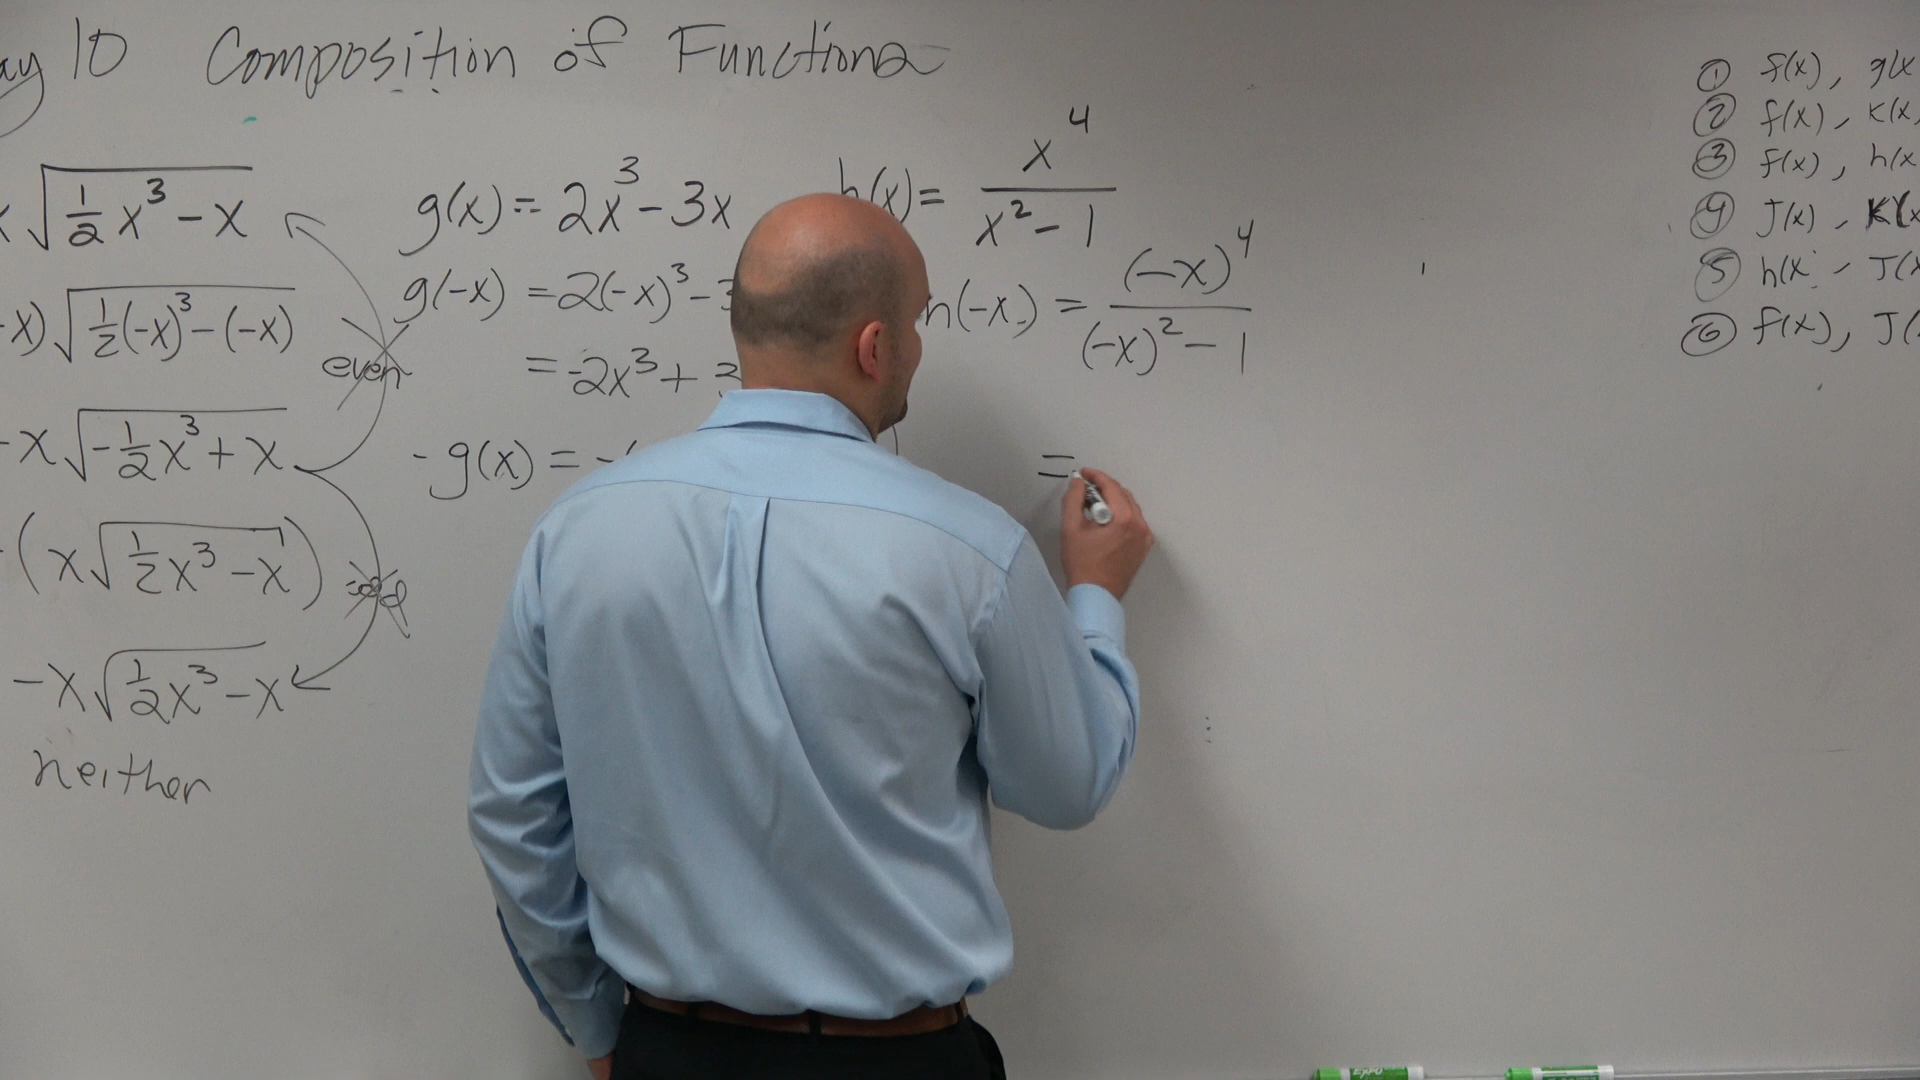 ay 10 Composition of Functions
x√(1/2 x³ - x)
-x)√(1/2(-x)³ - (-x)
-x√(-1/2 x³ + x
-(x√(1/2 x³ - x))
-x√(1/2 x³ - x
neither
even
odd
g(x) = 2x³ - 3x
g(-x) = 2(-x)³ - 3
= -2x³ + 3
-g(x) = -(
h(x) = x⁴/(x² - 1)
h(-x) = (-x)⁴/((-x)² - 1)
=
① f(x), g(x
② f(x), K(x,
③ f(x), h(x
④ J(x), K(x
⑤ h(x - J(x
⑥ f(x), J(
EXPO